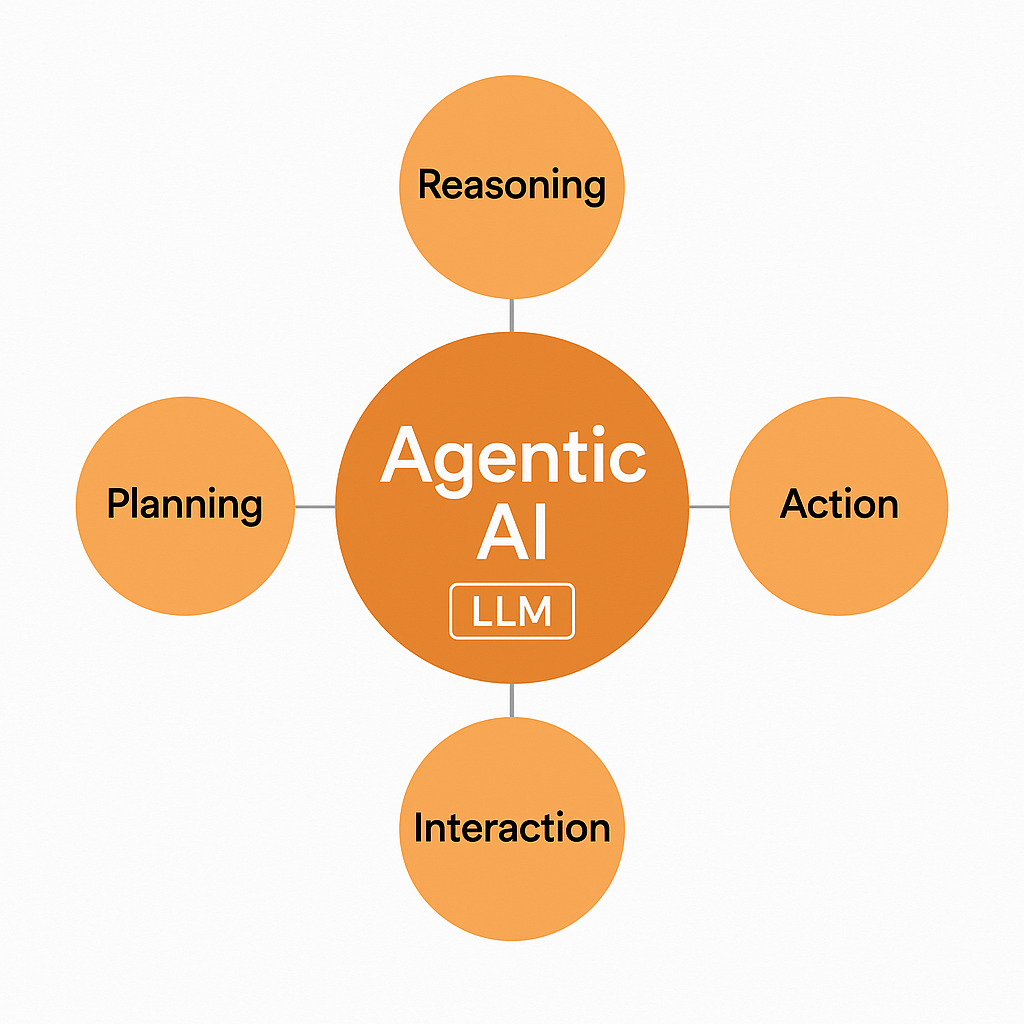 Reasoning
Planning
Agentic
AI
LLM
Action
Interaction